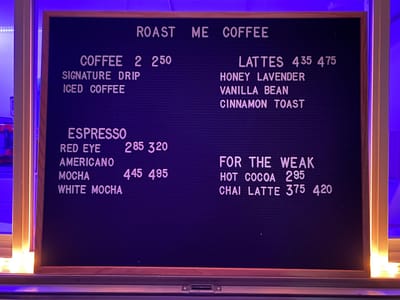 ROAST ME COFFEE
COFFEE 2 2⁵⁰
SIGNATURE DRIP
ICED COFFEE
ESPRESSO
RED EYE 2⁸⁵ 3²⁰
AMERICANO
MOCHA 4⁴⁵ 4⁹⁵
WHITE MOCHA
LATTES 4³⁵ 4⁷⁵
HONEY LAVENDER
VANILLA BEAN
CINNAMON TOAST
FOR THE WEAK
HOT COCOA 2⁹⁵
CHAI LATTE 3⁷⁵ 4²⁰